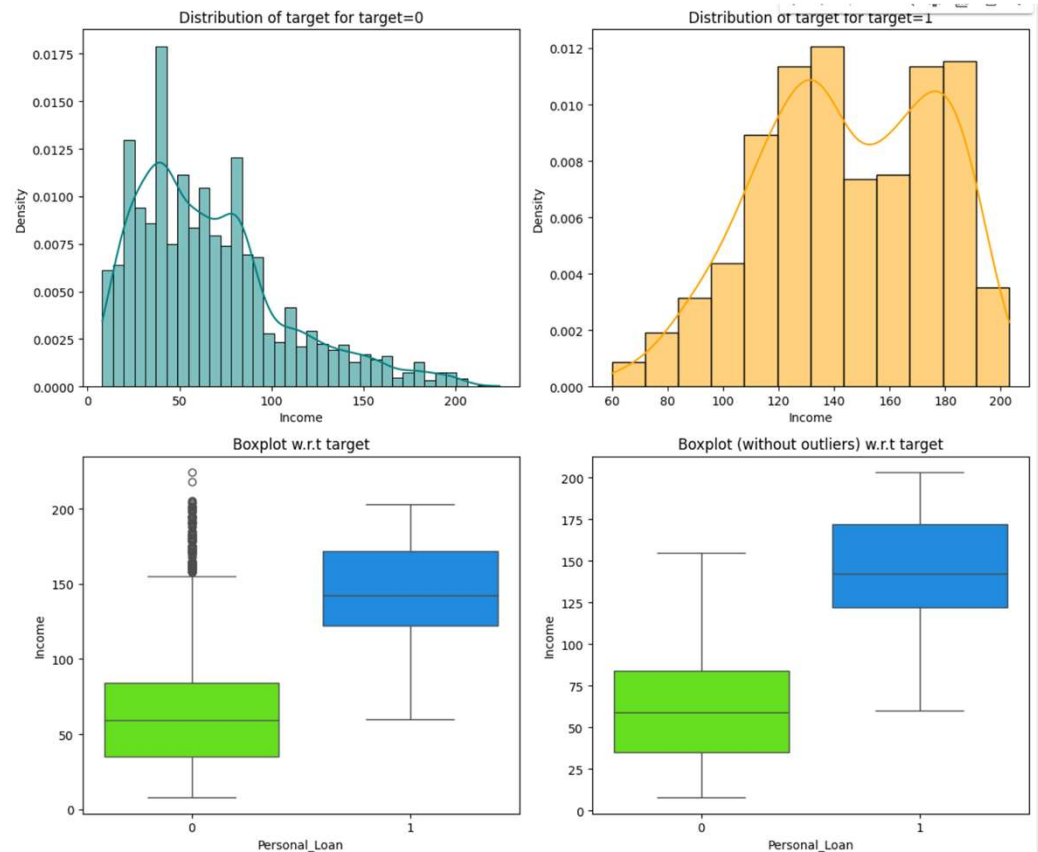 Distribution of target for target=0
Density
0.0175
0.0150
0.0125
0.0100
0.0075
0.0050
0.0025
0.0000
0 50 100 150 200
Income
Distribution of target for target=1
Density
0.012
0.010
0.008
0.006
0.004
0.002
0.000
60 80 100 120 140 160 180 200
Income
Boxplot w.r.t target
Income
200
150
100
50
0
0 1
Personal_Loan
Boxplot (without outliers) w.r.t target
Income
200
175
150
125
100
75
50
25
0
0 1
Personal_Loan